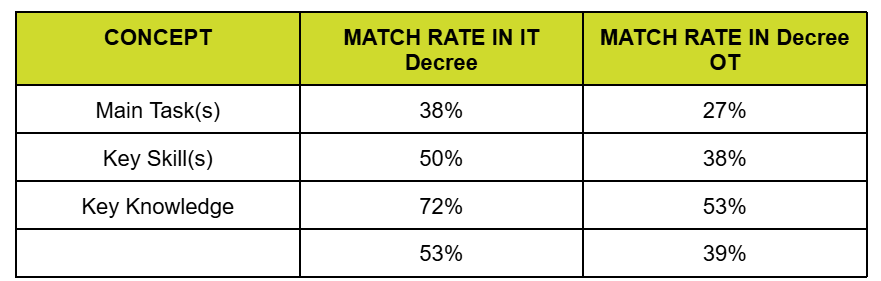 CONCEPT
MATCH RATE IN IT
Decree
MATCH RATE IN Decree
OT
Main Task(s)
38%
27%
Key Skill(s)
50%
38%
Key Knowledge
72%
53%
53%
39%